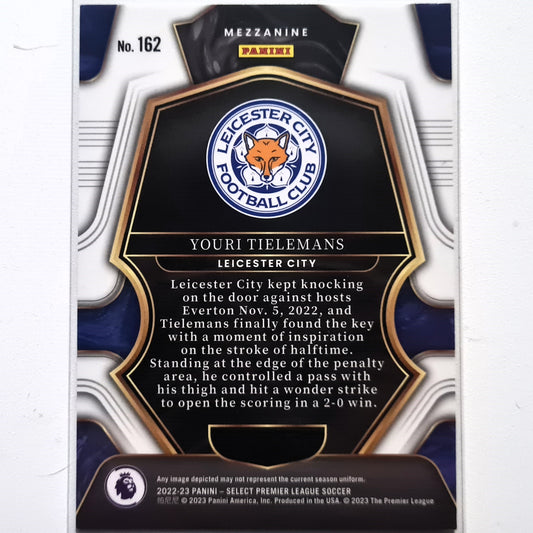 MEZZANINE
PANINI
No. 162
LEICESTER CITY
FOOTBALL CLUB
YOURI TIELEMANS
LEICESTER CITY
Leicester City kept knocking
on the door against hosts
Everton Nov. 5, 2022, and
Tielemans finally found the key
with a moment of inspiration
on the stroke of halftime.
Standing at the edge of the penalty
area, he controlled a pass with
his thigh and hit a wonder strike
to open the scoring in a 2-0 win.
Any image depicted may not represent the current season uniform.
2022-23 PANINI – SELECT PREMIER LEAGUE SOCCER
帕尼尼 © 2023 Panini America, Inc. Produced in the USA. © 2023 The Premier League